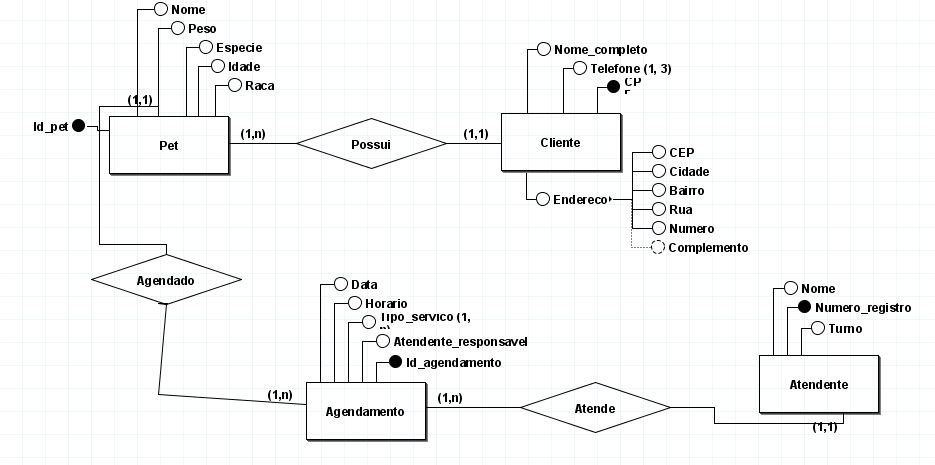 Nome
Peso
Especie
Idade
Raca
(1,1)
Id_pet
Pet
(1,n)
Possui
(1,1)
Nome_completo
Telefone (1, 3)
Cliente
Endereco
CEP
Cidade
Bairro
Rua
Numero
Complemento
Agendado
Data
Horario
Tipo_servico (1,
Atendente_responsavel
Id_agendamento
(1,n)
Agendamento
(1,n)
Atende
Nome
Numero_registro
Turno
Atendente
(1,1)